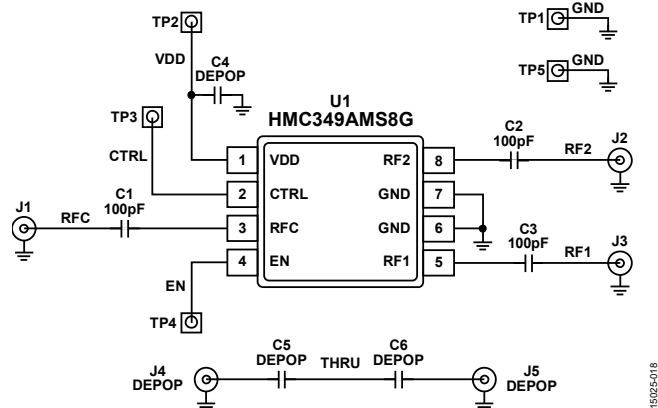 TP2
TP1
GND
VDD
C4
DEPOP
TP5
GND
U1
HMC349AMS8G
TP3
CTRL
C2
100pF
RF2
J2
1
VDD
RF2
8
2
CTRL
GND
7
J1
RFC
C1
100pF
3
RFC
GND
6
C3
100pF
RF1
J3
4
EN
RF1
5
EN
TP4
J4
DEPOP
C5
DEPOP
THRU
C6
DEPOP
J5
DEPOP
15025-018